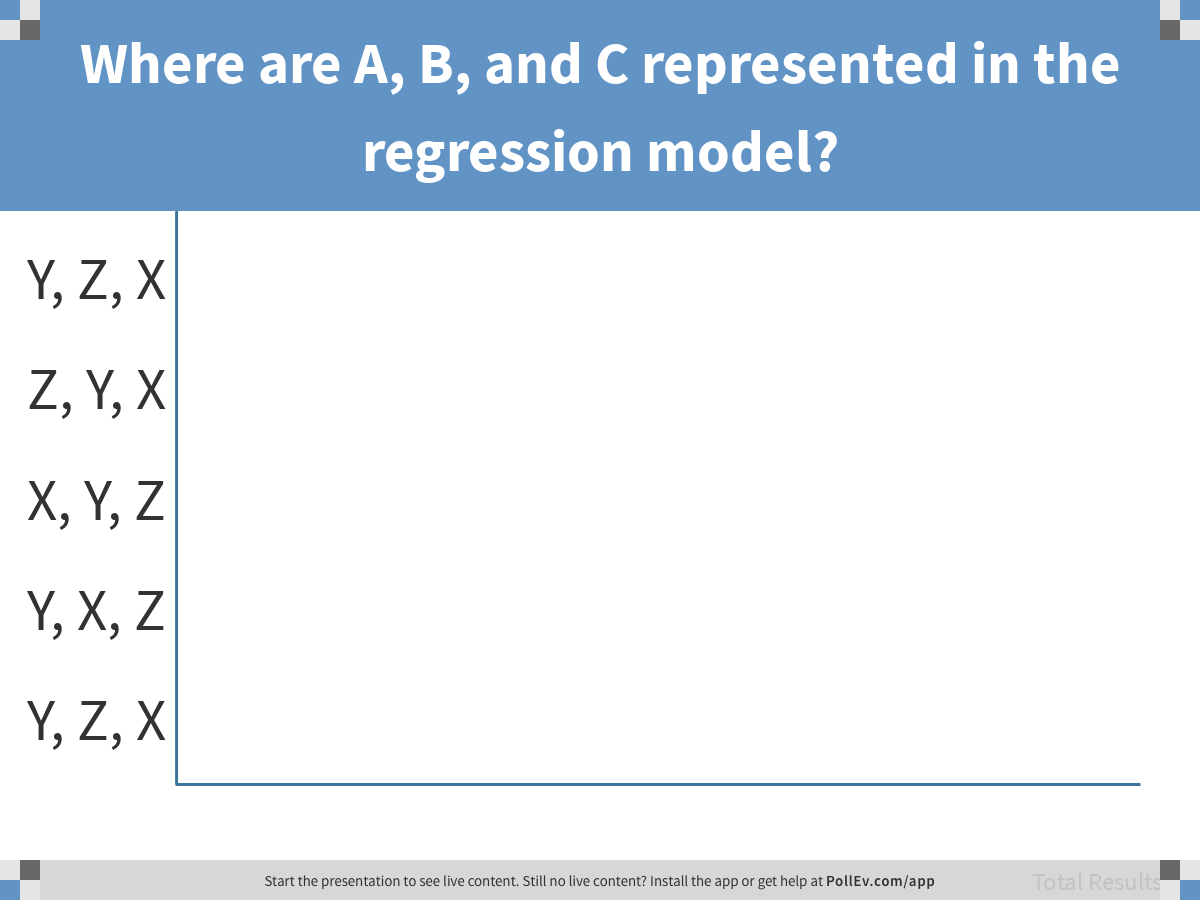 Where are A, B, and C represented in the
regression model?
Y, Z, X
Z, Y, X
X, Y, Z
Y, X, Z
Y, Z, X
Start the presentation to see live content. Still no live content? Install the app or get help at PollEv.com/app
Total Results